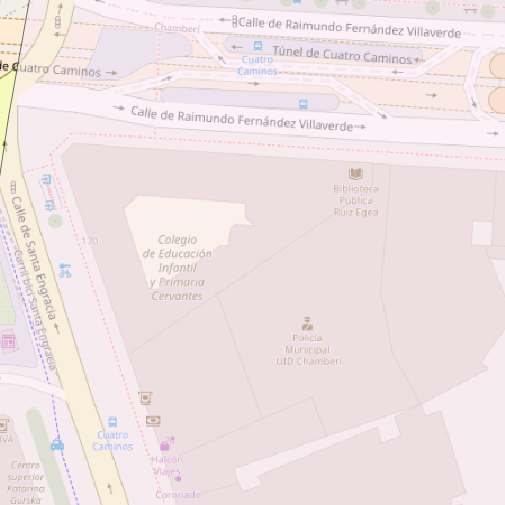 Calle de Raimundo Fernández Villaverde
Chamberí
Túnel de Cuatro Caminos
Cuatro
Caminos
de Cuatro Caminos
Calle de Raimundo Fernández Villaverde
Biblioteca
Pública
Ruiz Egea
170
Colegio
de Educación
Infantil
y Primaria
Cervantes
Calle de Santa Engracia
Carril bici Santa Engracia
Policía
Municipal
UID Chamberí
Cuatro
Caminos
Halcón
Viajes
Coronado
Centro
superior
Katarina
Gurska